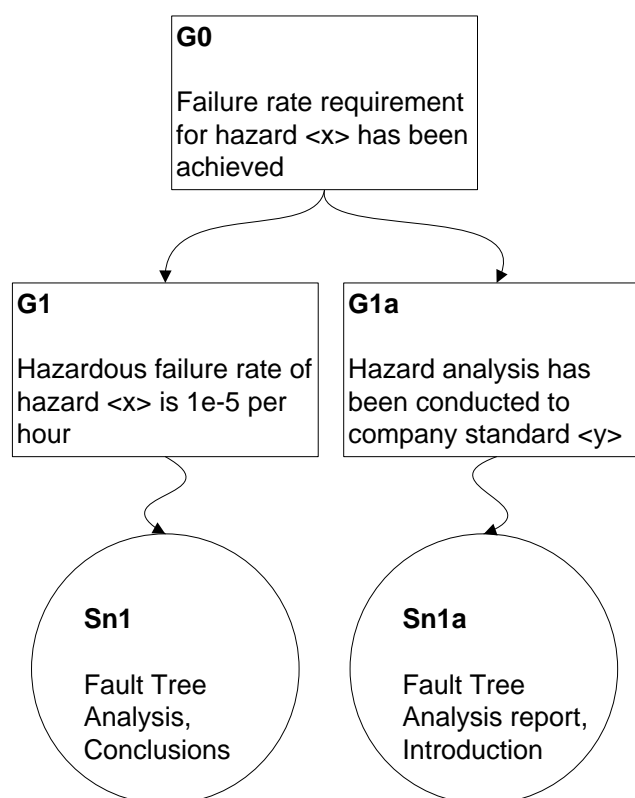 G0
Failure rate requirement
for hazard <x> has been
achieved
G1
Hazardous failure rate of
hazard <x> is 1e-5 per
hour
G1a
Hazard analysis has
been conducted to
company standard <y>
Sn1
Fault Tree
Analysis,
Conclusions
Sn1a
Fault Tree
Analysis report,
Introduction